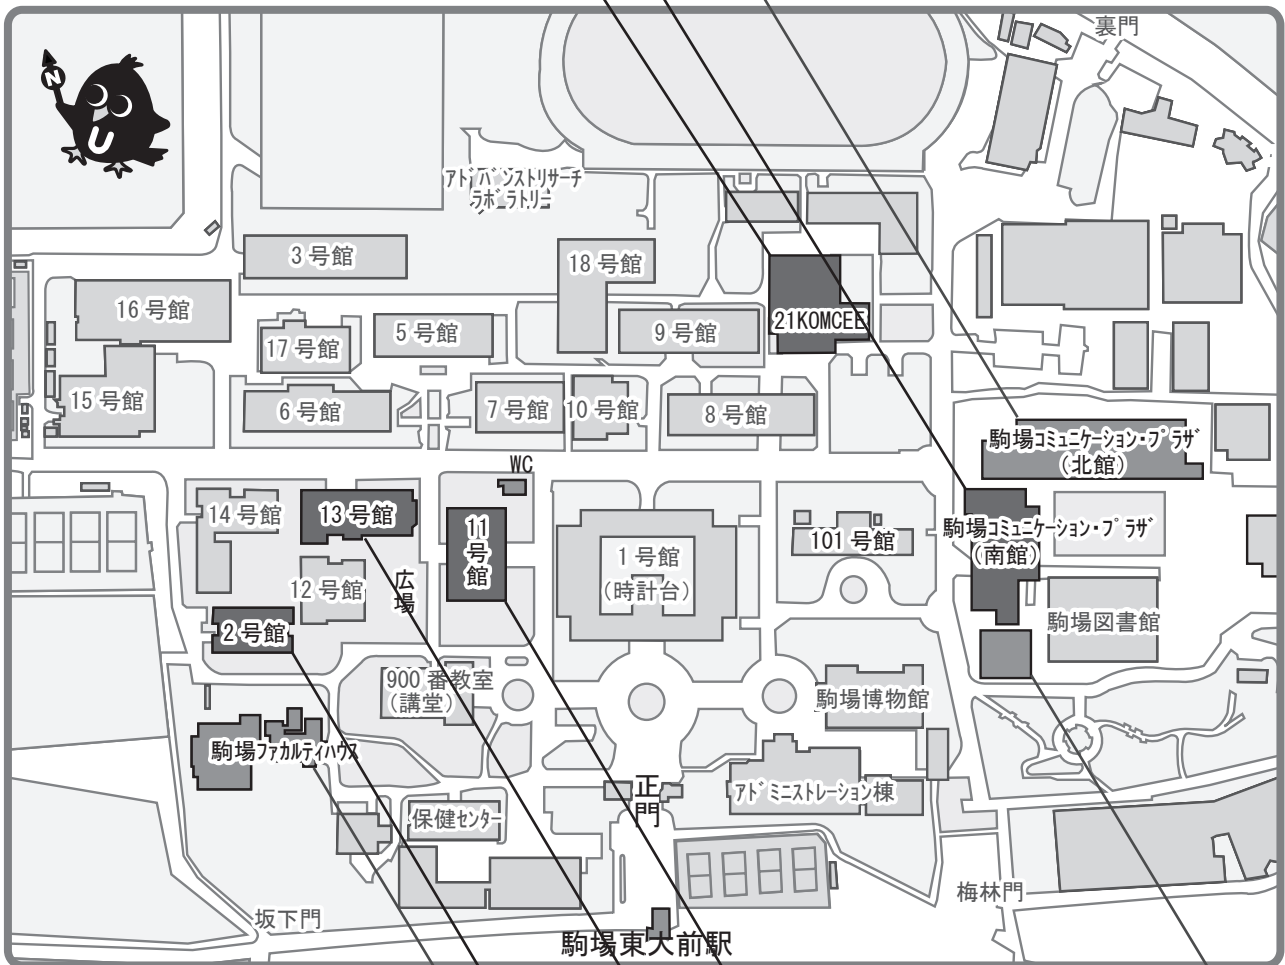 裏門
N
U
アドバンストリサーチ
ラボラトリー
3号館
18号館
16号館
17号館
5号館
9号館
21KOMCEE
15号館
6号館
7号館
10号館
8号館
駒場コミュニケーション・プラザ
(北館)
WC
14号館
13号館
11号館
1号館
(時計台)
101号館
駒場コミュニケーション・プラザ
(南館)
12号館
広場
2号館
駒場図書館
900番教室
(講堂)
駒場博物館
駒場ファカルティハウス
正門
アドミニストレーション棟
保健センター
梅林門
坂下門
駒場東大前駅